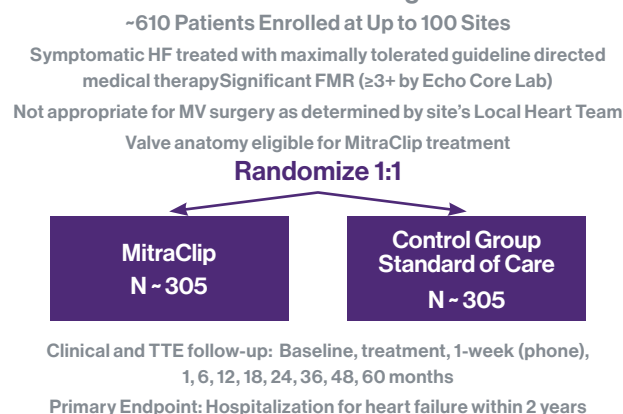 ~610 Patients Enrolled at Up to 100 Sites
Symptomatic HF treated with maximally tolerated guideline directed
medical therapySignificant FMR (≥3+ by Echo Core Lab)
Not appropriate for MV surgery as determined by site's Local Heart Team
Valve anatomy eligible for MitraClip treatment
Randomize 1:1
MitraClip
N ~ 305
Control Group
Standard of Care
N ~ 305
Clinical and TTE follow-up: Baseline, treatment, 1-week (phone),
1, 6, 12, 18, 24, 36, 48, 60 months
Primary Endpoint: Hospitalization for heart failure within 2 years